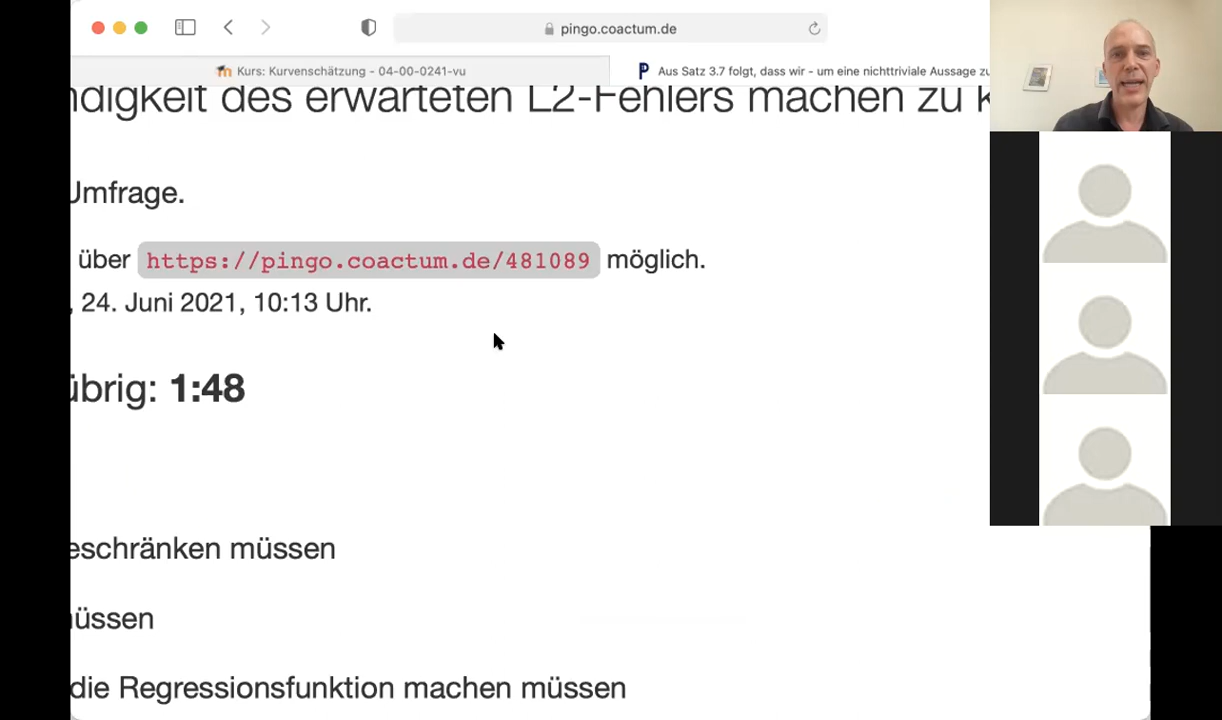 pingo.coactum.de
Kurs: Kurvenschätzung - 04-00-0241-vu
Aus Satz 3.7 folgt, dass wir - um eine nichttriviale Aussage zu
des erwarteten L2-Fehlers machen zu
Umfrage.
über https://pingo.coactum.de/481089 möglich.
, 24. Juni 2021, 10:13 Uhr.
übrig: 1:48
eschränken müssen
müssen
die Regressionsfunktion machen müssen